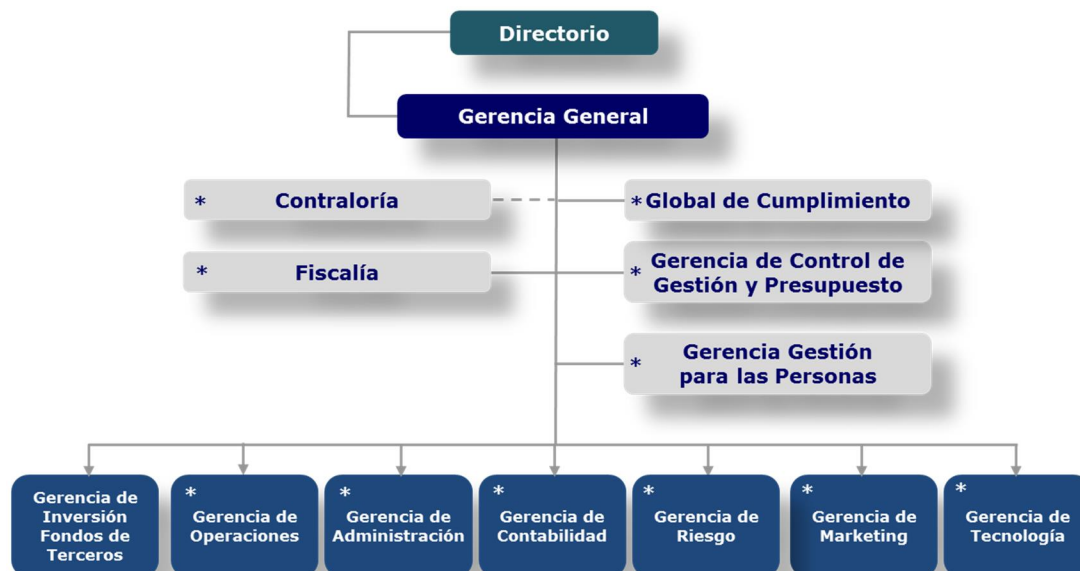 Directorio
Gerencia General
* Contraloría
* Global de Cumplimiento
* Fiscalía
* Gerencia de Control de
Gestión y Presupuesto
* Gerencia Gestión
para las Personas
Gerencia de
Inversión
Fondos de
Terceros
*
Gerencia de
Operaciones
*
Gerencia de
Administración
*
Gerencia de
Contabilidad
*
Gerencia de
Riesgo
*
Gerencia de
Marketing
*
Gerencia de
Tecnología